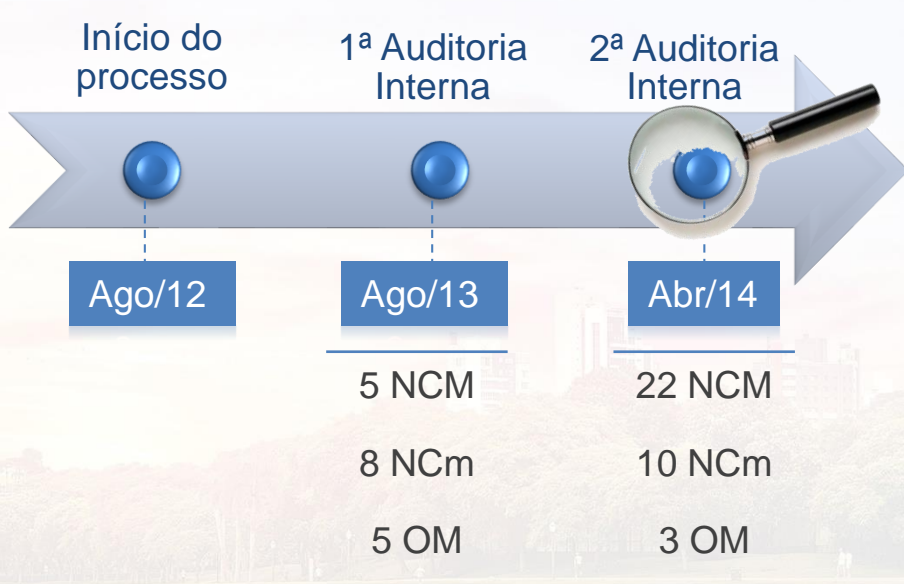 Início do
processo
1ª Auditoria
Interna
2ª Auditoria
Interna
Ago/12
Ago/13
Abr/14
5 NCM
22 NCM
8 NCm
10 NCm
5 OM
3 OM